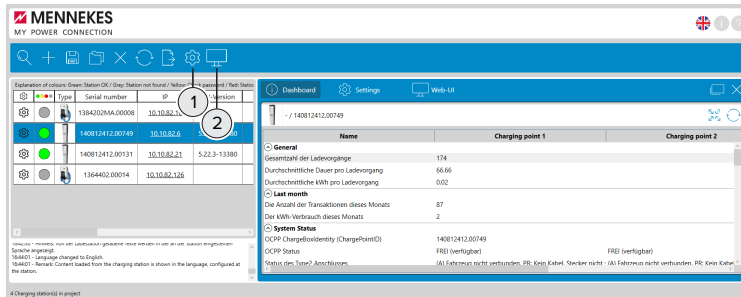 MENNEKES
MY POWER CONNECTION
1
2
Explanation of colours: Green: Station OK / Grey: Station not found / Yellow: Check password / Red: Station
Type Serial number IP Version
1384202MA.00008 10.10.82.1
140812412.00749 10.10.82.6
140812412.00131 10.10.82.21 5.22.3-13380
1364402.00014 10.10.82.126
Dashboard Settings Web-UI
- / 140812412.00749
Name Charging point 1 Charging point 2
General
Gesamtzahl der Ladevorgänge 174
Durchschnittliche Dauer pro Ladevorgang 66.66
Durchschnittliche kWh pro Ladevorgang 0.02
Last month
Die Anzahl der Transaktionen dieses Monats 87
Der kWh-Verbrauch dieses Monats 2
System Status
OCPP ChargeBoxIdentity (ChargePointID) 140812412.00749
OCPP Status FREI (verfügbar) FREI (verfügbar)
Status des Type2 Anschlusses (A) Fahrzeug nicht verbunden, PR: Kein Kabel, Stecker nicht (A) Fahrzeug nicht verbunden, PR: Kein Kabe
Sprache angezeigt.
16:44:01 - Language changed to English.
16:44:01 - Remark: Content loaded from the charging station is shown in the language, configured at
the station.
4 Charging station(s) in project